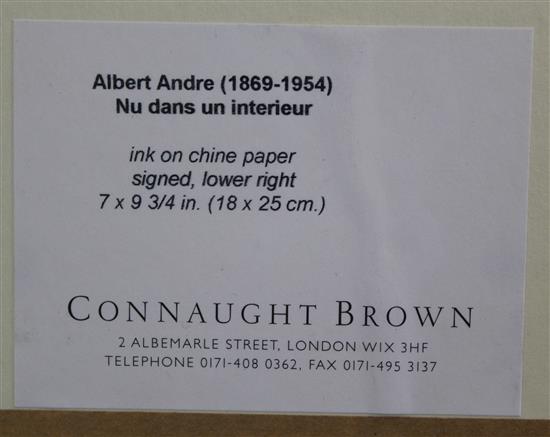 Albert Andre (1869-1954)
Nu dans un interieur
ink on chine paper
signed, lower right
7 x 9 3/4 in. (18 x 25 cm.)
CONNAUGHT BROWN
2 ALBEMARLE STREET, LONDON W1X 3HF
TELEPHONE 0171-408 0362, FAX 0171-495 3137